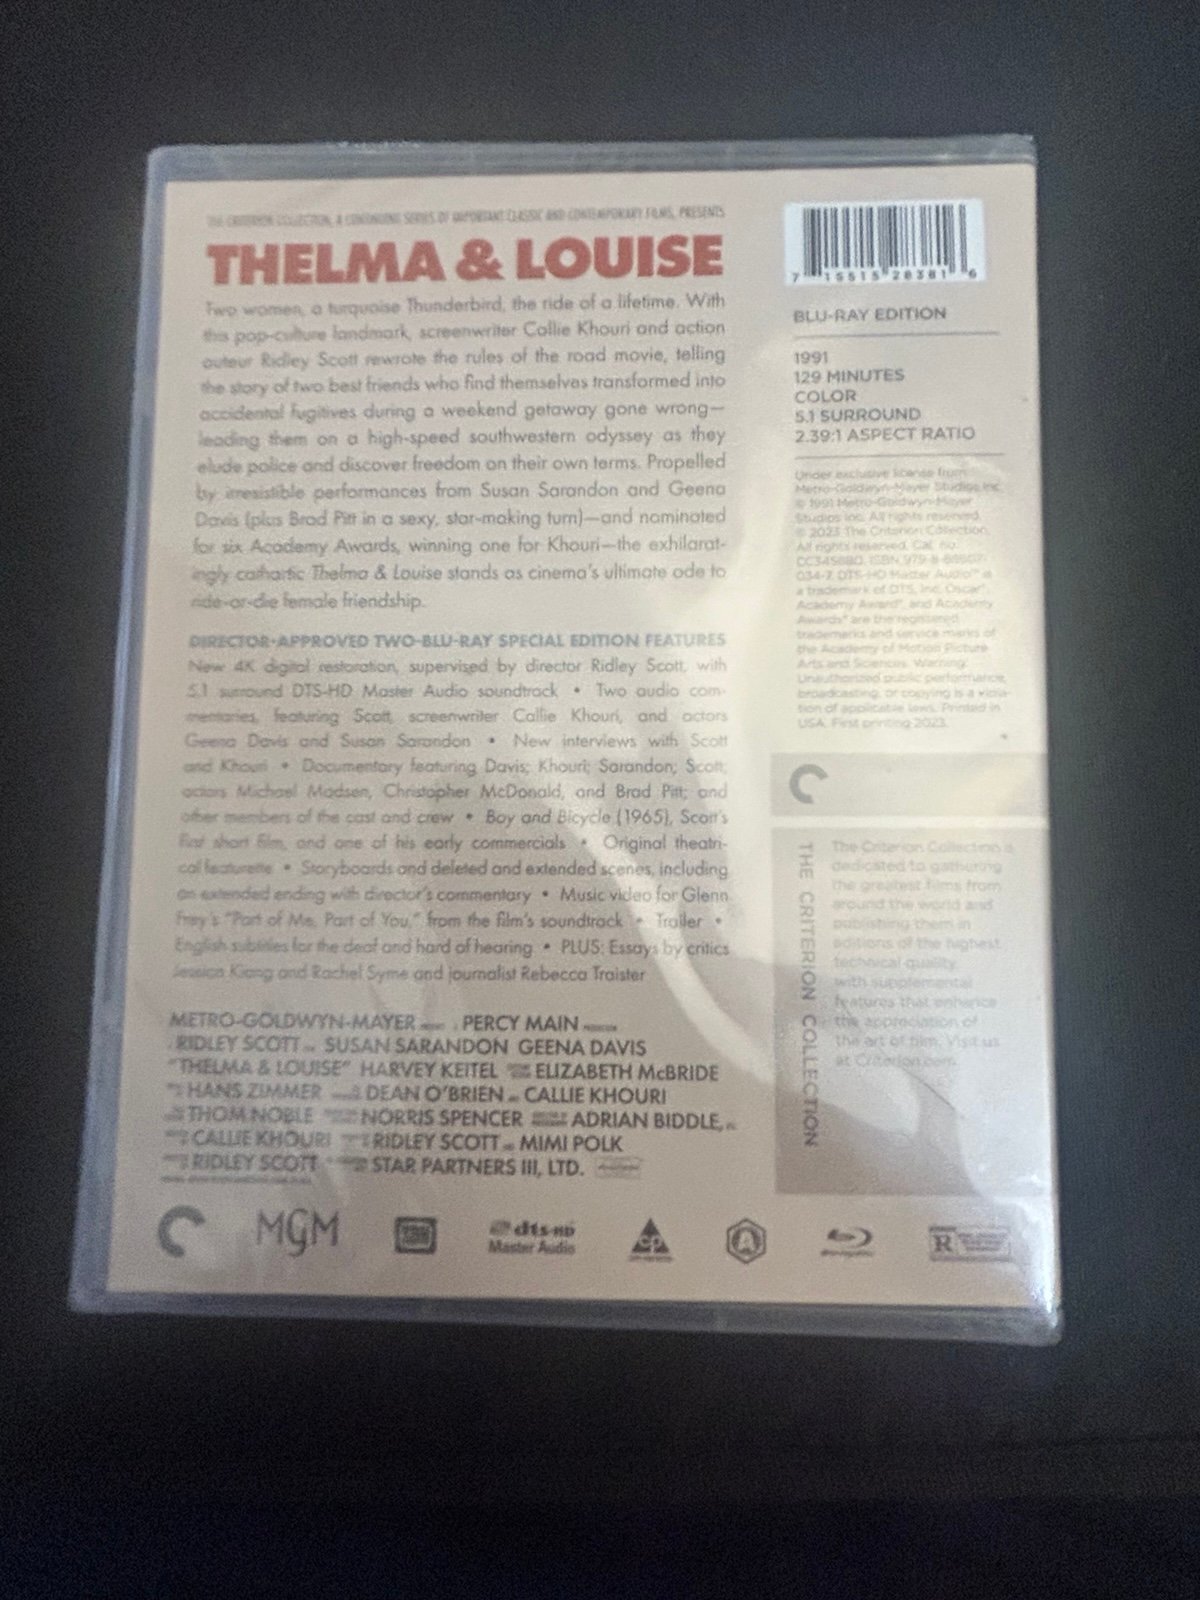 THE CRITERION COLLECTION, A CONTINUING SERIES OF IMPORTANT CLASSIC AND CONTEMPORARY FILMS, PRESENTS
THELMA & LOUISE
Two women, a turquoise Thunderbird, the ride of a lifetime. With
this pop-culture landmark, screenwriter Callie Khouri and action
auteur Ridley Scott rewrote the rules of the road movie, telling
the story of two best friends who find themselves transformed into
accidental fugitives during a weekend getaway gone wrong—
leading them on a high-speed southwestern odyssey as they
elude police and discover freedom on their own terms. Propelled
by irresistible performances from Susan Sarandon and Geena
Davis (plus Brad Pitt in a sexy, star-making turn)—and nominated
for six Academy Awards, winning one for Khouri—the exhilarat-
ingly cathartic Thelma & Louise stands as cinema's ultimate ode to
ride-or-die female friendship.
DIRECTOR-APPROVED TWO-BLU-RAY SPECIAL EDITION FEATURES
New 4K digital restoration, supervised by director Ridley Scott, with
5.1 surround DTS-HD Master Audio soundtrack • Two audio com-
mentaries, featuring Scott, screenwriter Callie Khouri, and actors
Geena Davis and Susan Sarandon • New interviews with Scott
and Khouri • Documentary featuring Davis; Khouri; Sarandon; Scott;
actors Michael Madsen, Christopher McDonald, and Brad Pitt; and
other members of the cast and crew • Boy and Bicycle (1965), Scott's
first short film, and one of his early commercials • Original theatri-
cal featurette • Storyboards and deleted and extended scenes, including
an extended ending with director's commentary • Music video for Glenn
Frey's "Part of Me, Part of You," from the film's soundtrack • Trailer •
English subtitles for the deaf and hard of hearing • PLUS: Essays by critics
Jessica Kiang and Rachel Syme and journalist Rebecca Traister
METRO-GOLDWYN-MAYER PERCY MAIN
RIDLEY SCOTT SUSAN SARANDON GEENA DAVIS
"THELMA & LOUISE" HARVEY KEITEL ELIZABETH McBRIDE
HANS ZIMMER DEAN O'BRIEN CALLIE KHOURI
THOM NOBLE NORRIS SPENCER ADRIAN BIDDLE,
CALLIE KHOURI RIDLEY SCOTT MIMI POLK
RIDLEY SCOTT STAR PARTNERS III, LTD.
MGM
dts-HD
Master Audio
cp
A
R
7 15515 28381 6
BLU-RAY EDITION
1991
129 MINUTES
COLOR
5.1 SURROUND
2.39:1 ASPECT RATIO
Under exclusive license from
Metro-Goldwyn-Mayer Studios Inc.
© 1991 Metro-Goldwyn-Mayer
Studios Inc. All rights reserved.
© 2023 The Criterion Collection.
All rights reserved. Cat. no.
ISBN
034-7. DTS-HD Master Audio™ is
a trademark of DTS, Inc. Oscar®,
Academy Award®, and Academy
Awards® are the registered
trademarks and service marks of
the Academy of Motion Picture
Arts and Sciences. Warning:
Unauthorized public performance,
broadcasting, or copying is a viola-
tion of applicable laws. Printed in
USA. First printing 2023.
THE CRITERION COLLECTION
The Criterion Collection is
dedicated to gathering
the greatest films from
around the world and
publishing them in
editions of the highest
technical quality,
with supplemental
features that enhance
the appreciation of
the art of film. Visit us
at Criterion.com.